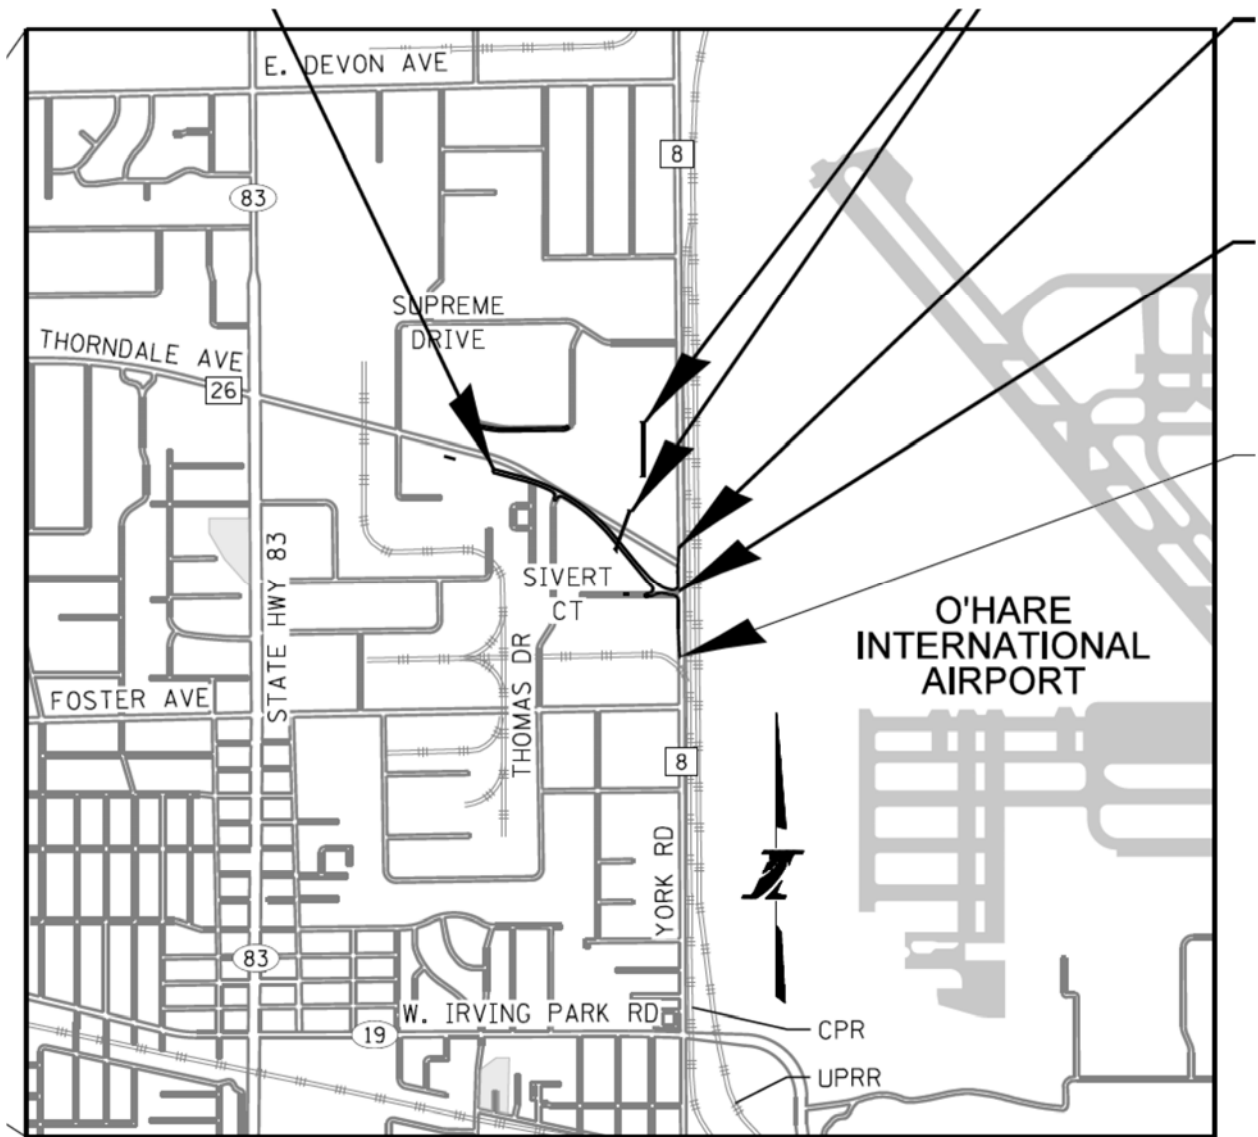 E. DEVON AVE
8
83
SUPREME
DRIVE
THORNDALE AVE
26
STATE HWY 83
SIVERT
CT
O'HARE
INTERNATIONAL
AIRPORT
FOSTER AVE
THOMAS DR
8
YORK RD
83
W. IRVING PARK RD
19
CPR
UPRR